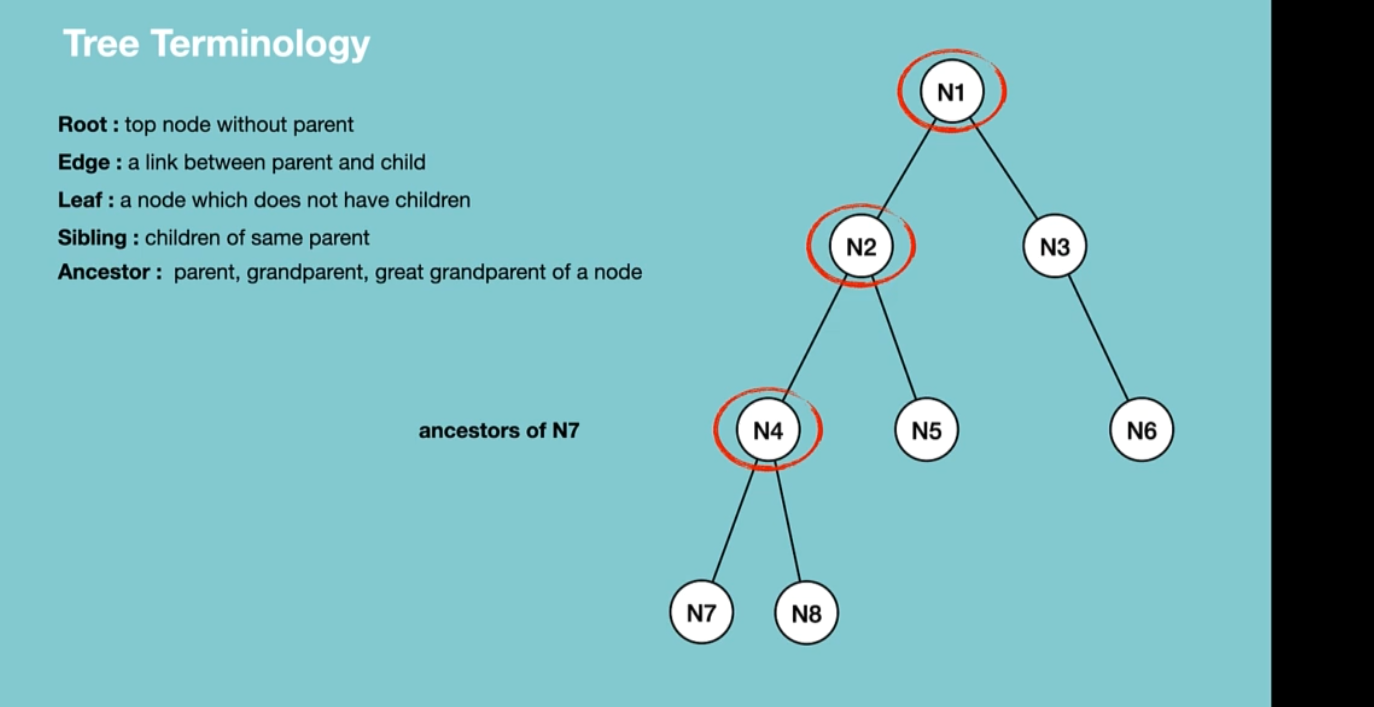 Tree Terminology
Root : top node without parent
Edge : a link between parent and child
Leaf : a node which does not have children
Sibling : children of same parent
Ancestor : parent, grandparent, great grandparent of a node
ancestors of N7
N1
N2
N3
N4
N5
N6
N7
N8